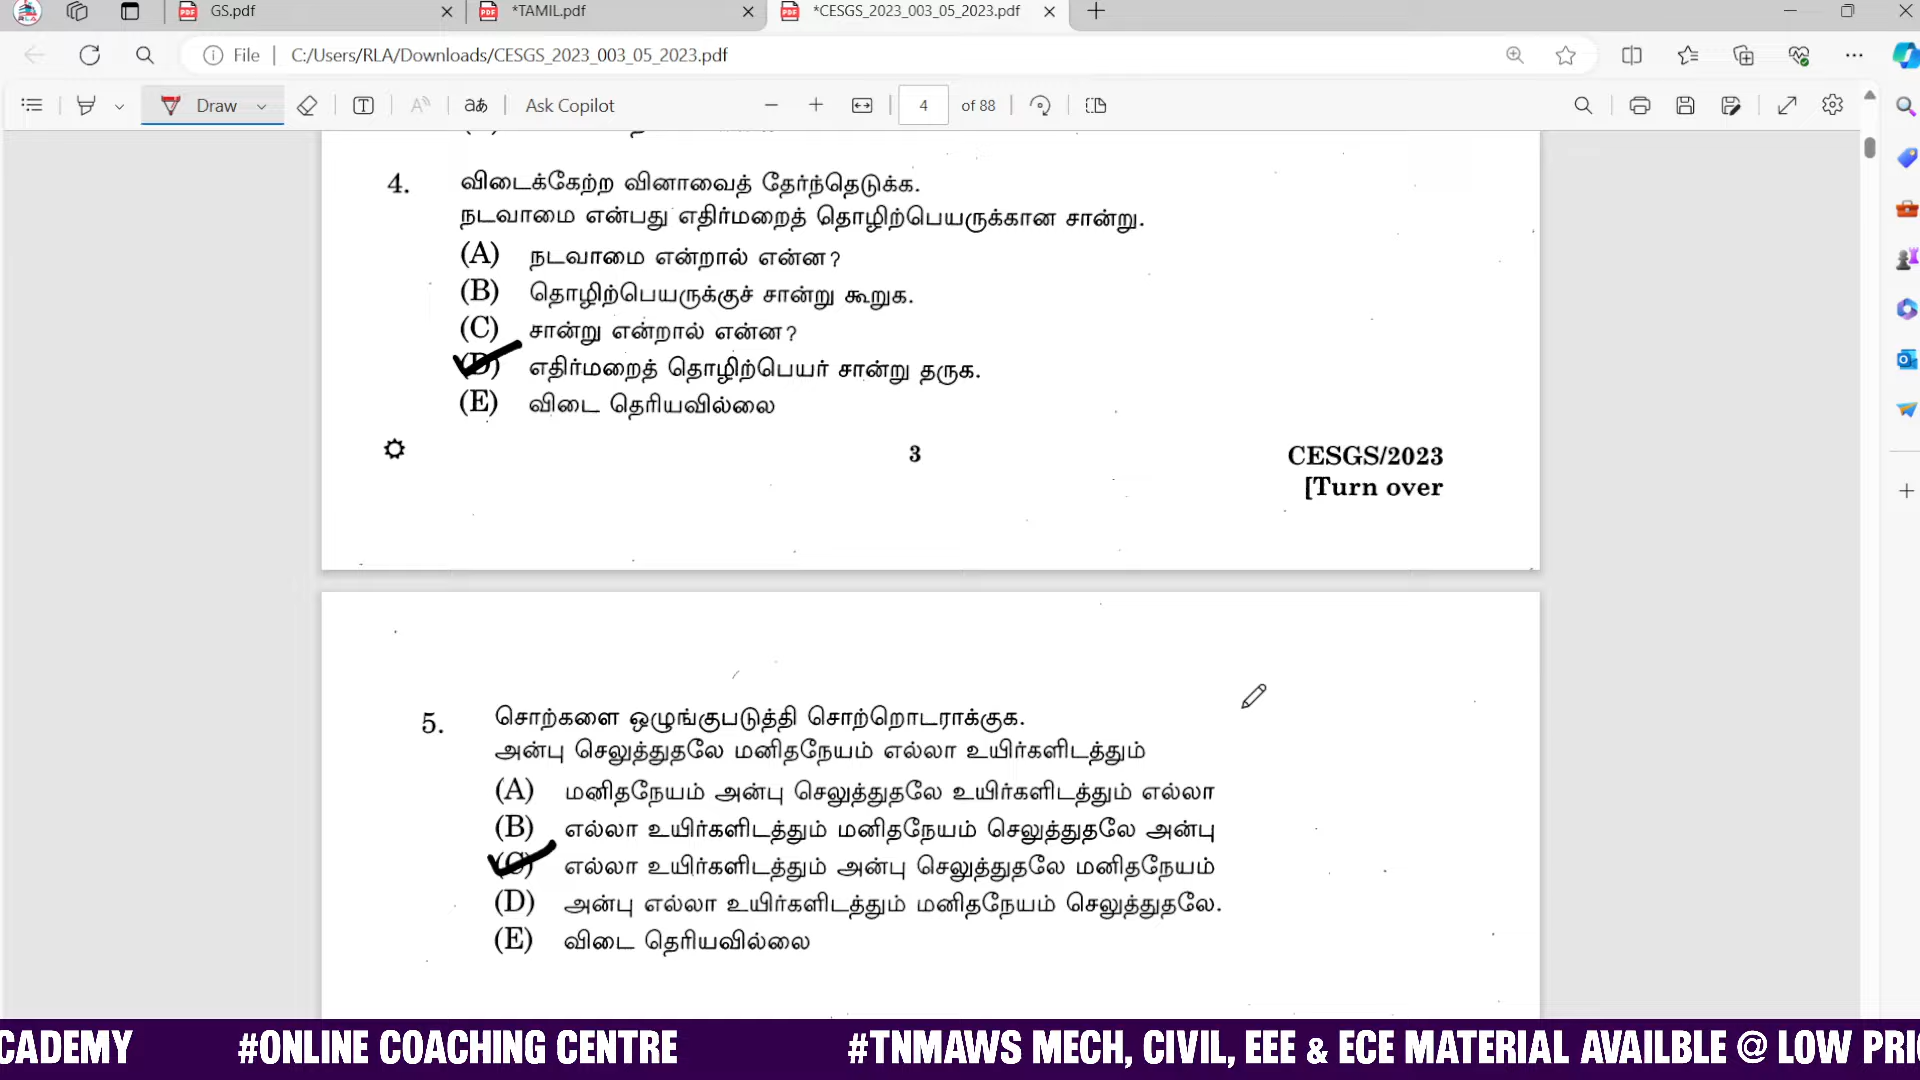 GS.pdf
*TAMIL.pdf
*CESGS_2023_003_05_2023.pdf
File
C:/Users/RLA/Downloads/CESGS_2023_003_05_2023.pdf
Draw
Ask Copilot
4 of 88
4. விடைக்கேற்ற வினாவைத் தேர்ந்தெடுக்க.
நடவாமை என்பது எதிர்மறைத் தொழிற்பெயருக்கான சான்று.
(A) நடவாமை என்றால் என்ன?
(B) தொழிற்பெயருக்குச் சான்று கூறுக.
(C) சான்று என்றால் என்ன?
(D) எதிர்மறைத் தொழிற்பெயர் சான்று தருக.
(E) விடை தெரியவில்லை
3
CESGS/2023
[Turn over
5. சொற்களை ஒழுங்குபடுத்தி சொற்றொடராக்குக.
அன்பு செலுத்துதலே மனிதநேயம் எல்லா உயிர்களிடத்தும்
(A) மனிதநேயம் அன்பு செலுத்துதலே உயிர்களிடத்தும் எல்லா
(B) எல்லா உயிர்களிடத்தும் மனிதநேயம் செலுத்துதலே அன்பு
(C) எல்லா உயிர்களிடத்தும் அன்பு செலுத்துதலே மனிதநேயம்
(D) அன்பு எல்லா உயிர்களிடத்தும் மனிதநேயம் செலுத்துதலே.
(E) விடை தெரியவில்லை
CADEMY #ONLINE COACHING CENTRE #TNMAWS MECH, CIVIL, EEE & ECE MATERIAL AVAILBLE @ LOW PRI